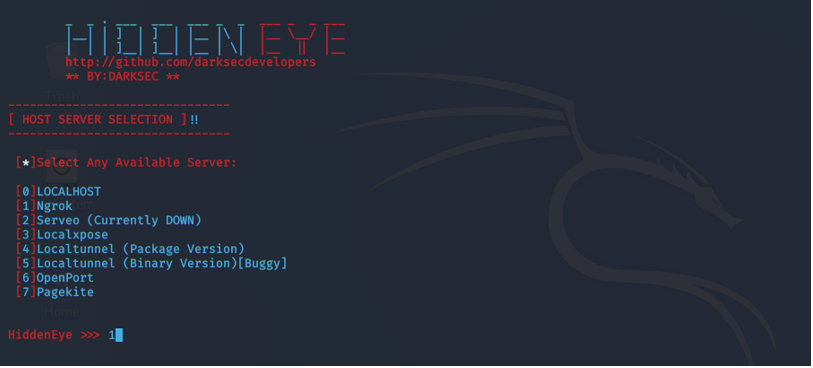 HiDDEN EYE
http://github.com/darksecdevelopers
** BY:DARKSEC **
-------------------------------
[ HOST SERVER SELECTION ]!!
-------------------------------
[*]Select Any Available Server:
[0]LOCALHOST
[1]Ngrok
[2]Serveo (Currently DOWN)
[3]Localxpose
[4]Localtunnel (Package Version)
[5]Localtunnel (Binary Version)[Buggy]
[6]OpenPort
[7]Pagekite
Home
HiddenEye >>> 1